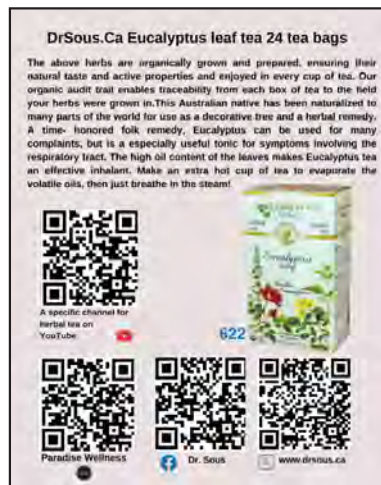 DrSous.Ca Eucalyptus leaf tea 24 tea bags
The above herbs are organically grown and prepared, ensuring their
natural taste and active properties and enjoyed in every cup of tea. Our
organic audit trail enables traceability from each box of tea to the field
your herbs were grown in.This Australian native has been naturalized to
many parts of the world for use as a decorative tree and a herbal remedy.
A time- honored folk remedy, Eucalyptus can be used for many
complaints, but is a especially useful tonic for symptoms involving the
respiratory tract. The high oil content of the leaves makes Eucalyptus tea
an effective inhalant. Make an extra hot cup of tea to evaporate the
volatile oils, then just breathe in the steam!
Eucalyptus
leaf
A specific channel for
herbal tea on
YouTube
622
Paradise Wellness
Dr. Sous
www.drsous.ca